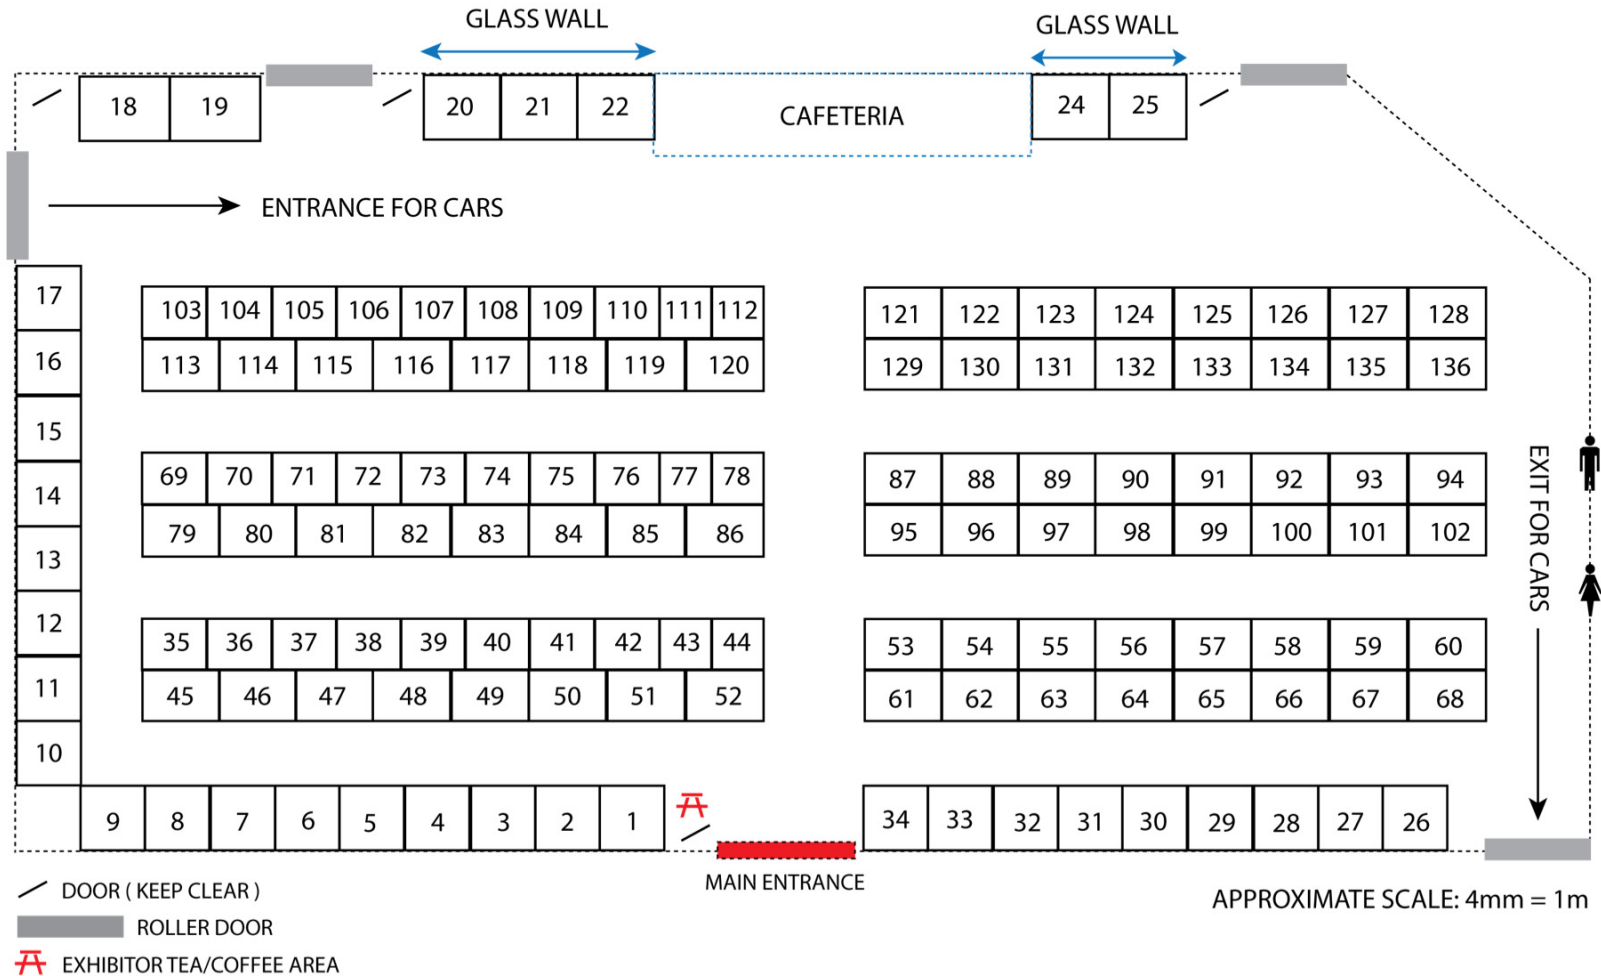 GLASS WALL
GLASS WALL
18 19 20 21 22 CAFETERIA 24 25
ENTRANCE FOR CARS
17
16
15
14
13
12
11
10
103 104 105 106 107 108 109 110 111 112
113 114 115 116 117 118 119 120
121 122 123 124 125 126 127 128
129 130 131 132 133 134 135 136
69 70 71 72 73 74 75 76 77 78
79 80 81 82 83 84 85 86
87 88 89 90 91 92 93 94
95 96 97 98 99 100 101 102
EXIT FOR CARS
35 36 37 38 39 40 41 42 43 44
45 46 47 48 49 50 51 52
53 54 55 56 57 58 59 60
61 62 63 64 65 66 67 68
9 8 7 6 5 4 3 2 1
34 33 32 31 30 29 28 27 26
MAIN ENTRANCE
DOOR ( KEEP CLEAR )
ROLLER DOOR
EXHIBITOR TEA/COFFEE AREA
APPROXIMATE SCALE: 4mm = 1m